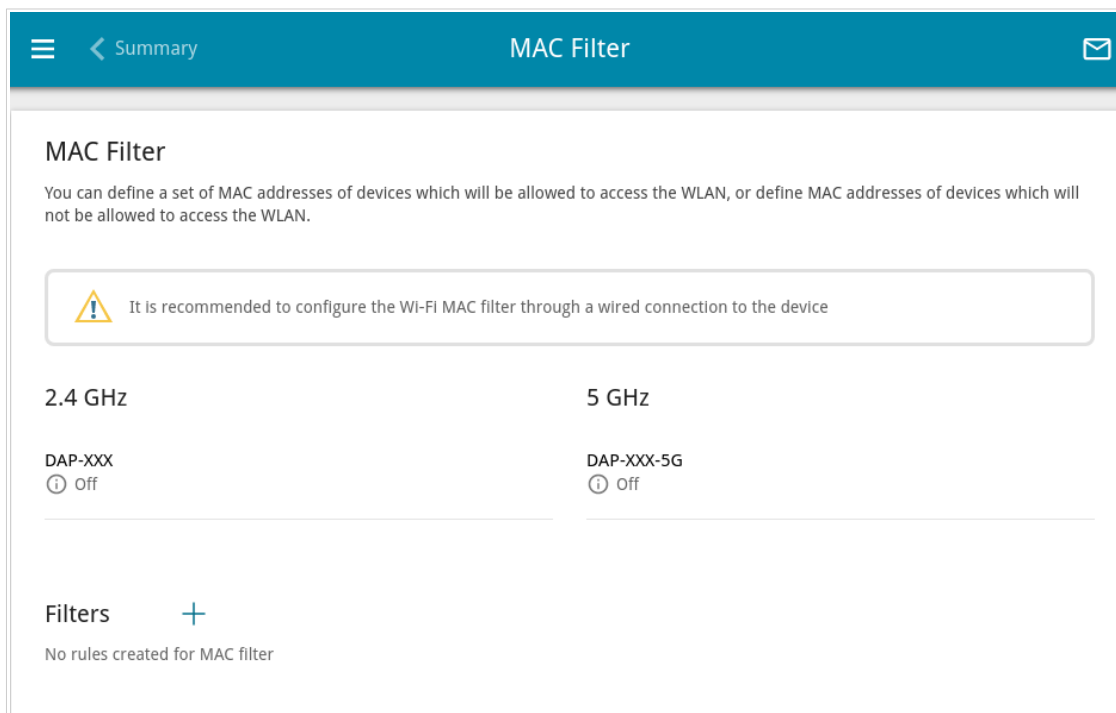 Summary
MAC Filter
MAC Filter
You can define a set of MAC addresses of devices which will be allowed to access the WLAN, or define MAC addresses of devices which will
not be allowed to access the WLAN.
It is recommended to configure the Wi-Fi MAC filter through a wired connection to the device
2.4 GHz
5 GHz
DAP-XXX
Off
DAP-XXX-5G
Off
Filters
No rules created for MAC filter